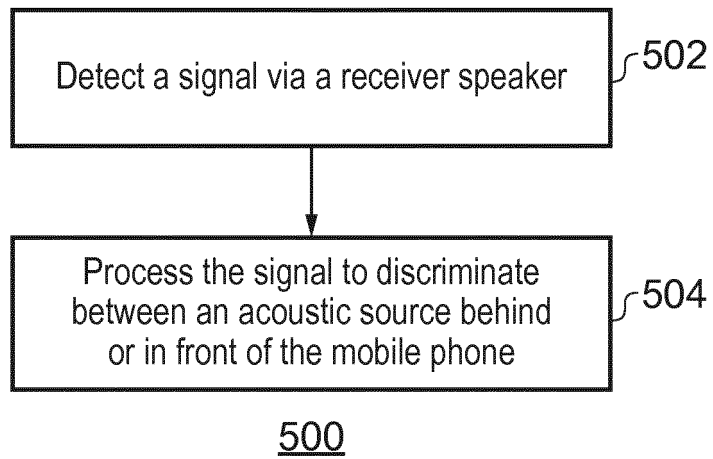 Detect a signal via a receiver speaker
502
Process the signal to discriminate
between an acoustic source behind
or in front of the mobile phone
504
500